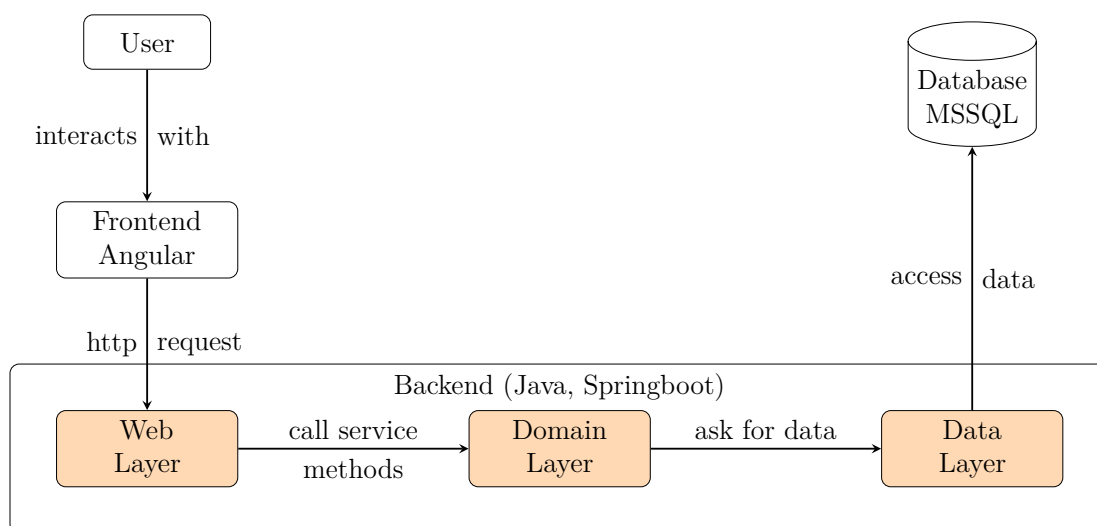 User
Database
MSSQL
interacts with
Frontend
Angular
access data
http request
Backend (Java, Springboot)
Web
Layer
call service
methods
Domain
Layer
ask for data
Data
Layer